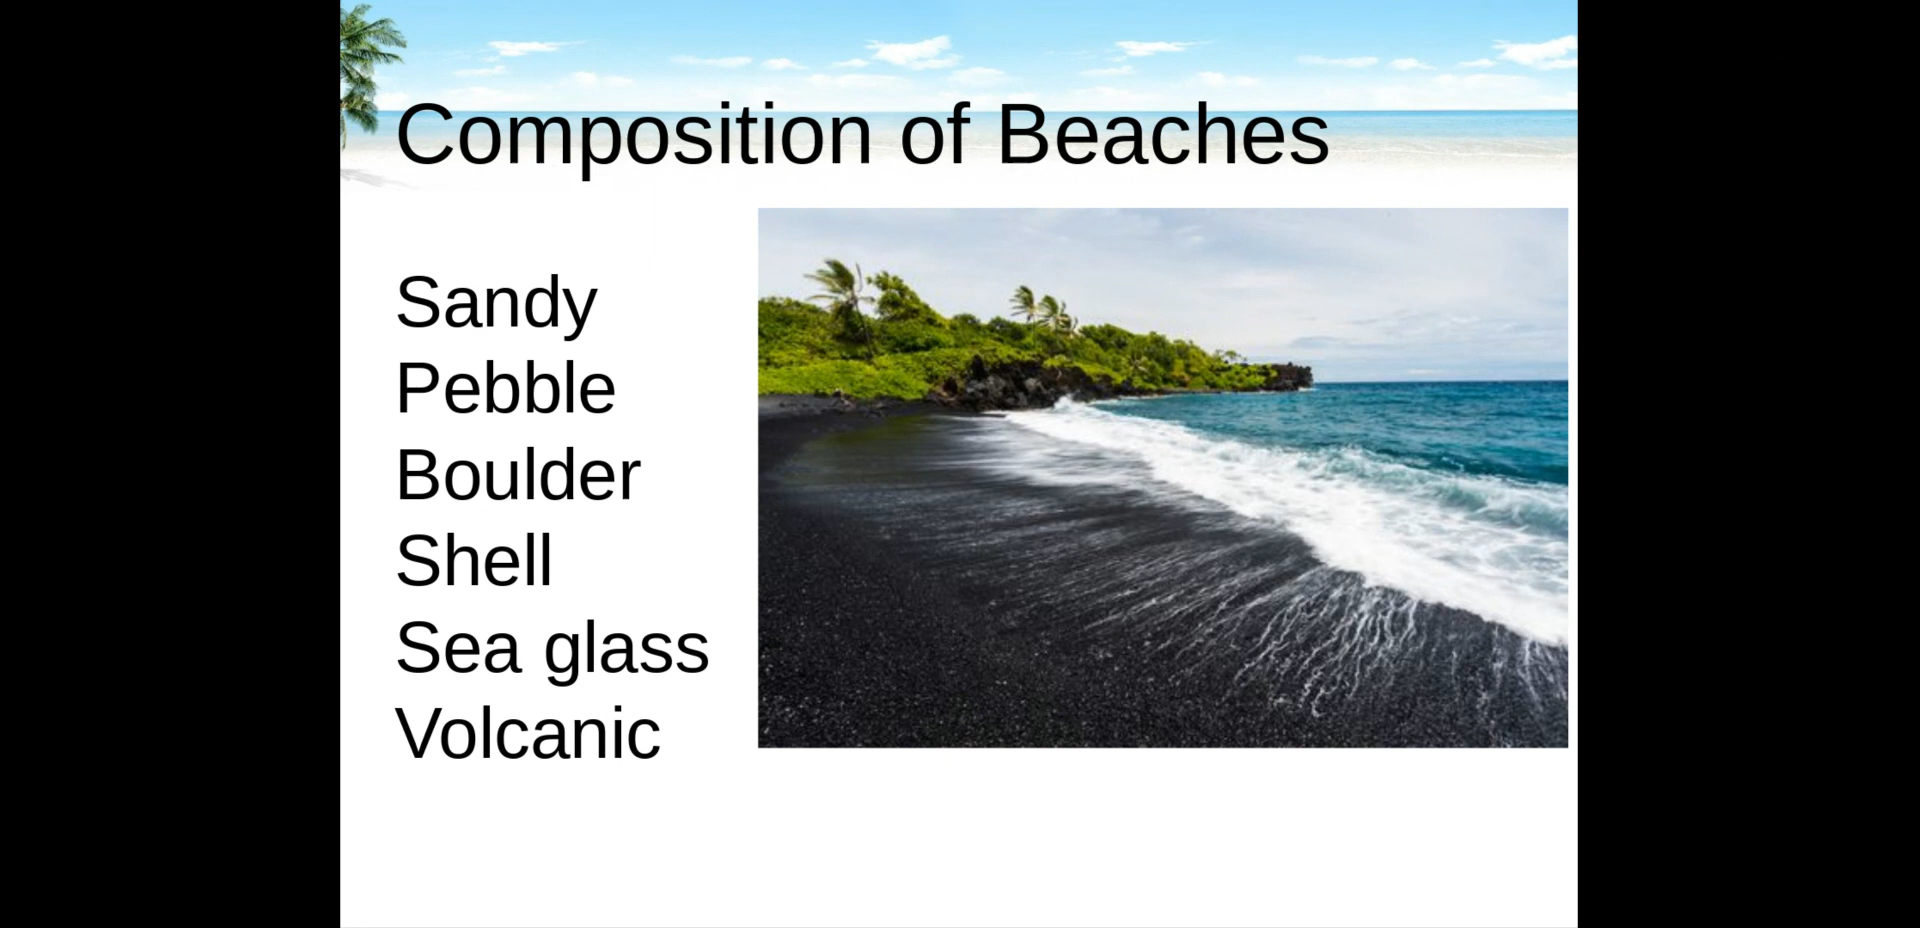 Composition of Beaches
Sandy
Pebble
Boulder
Shell
Sea glass
Volcanic